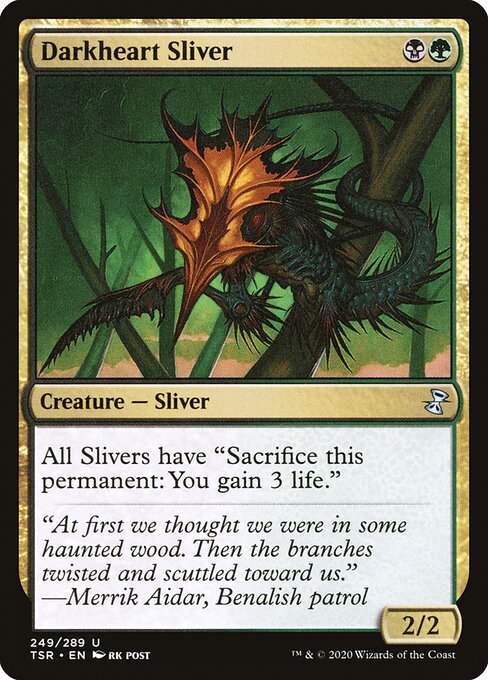 Darkheart Sliver
Creature — Sliver
All Slivers have “Sacrifice this
permanent: You gain 3 life.”
“At first we thought we were in some
haunted wood. Then the branches
twisted and scuttled toward us.”
—Merrik Aidar, Benalish patrol
2/2
249/289 U
TSR • EN RK POST
™ & © 2020 Wizards of the Coast